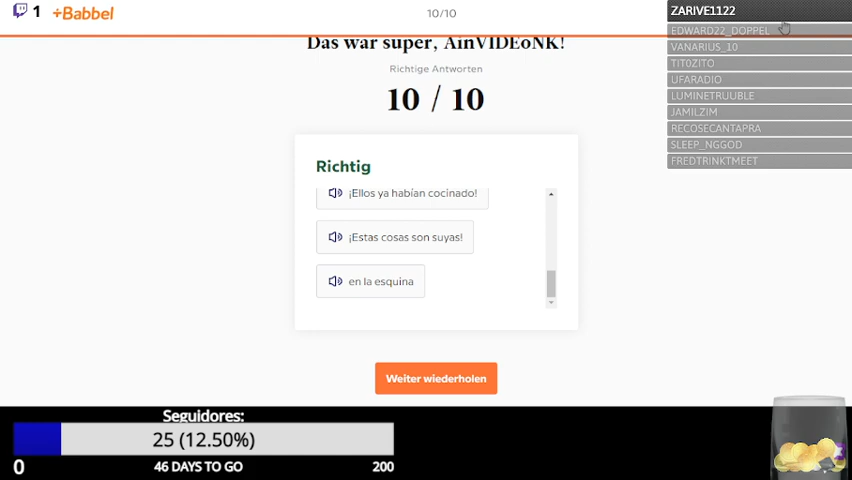 1 +Babbel
10/10
ZARIVE1122
EDWARD22_DOPPEL
VANARIUS_10
TIT0ZITO
UFARADIO
LUMINETRUUBLE
JAMILZIM
RECOSECANTAPRA
SLEEP_NGGOD
FREDTRINKTMEET
Das war super, AinVIDEoNK!
Richtige Antworten
10 / 10
Richtig
¡Ellos ya habían cocinado!
¡Estas cosas son suyas!
en la esquina
Weiter wiederholen
Seguidores:
25 (12.50%)
0 46 DAYS TO GO 200